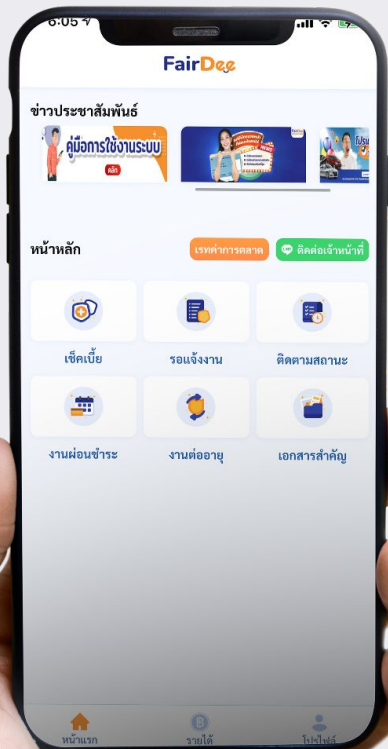 6:05
FairDee
ข่าวประชาสัมพันธ์
คู่มือการใช้งานระบบ
คลิก
NEWS
หน้าหลัก
เรทค่าการตลาด
ติดต่อเจ้าหน้าที่
เช็คเบี้ย รอแจ้งงาน ติดตามสถานะ
งานผ่อนชำระ งานต่ออายุ เอกสารสำคัญ
หน้าแรก รายได้ โปรไฟล์